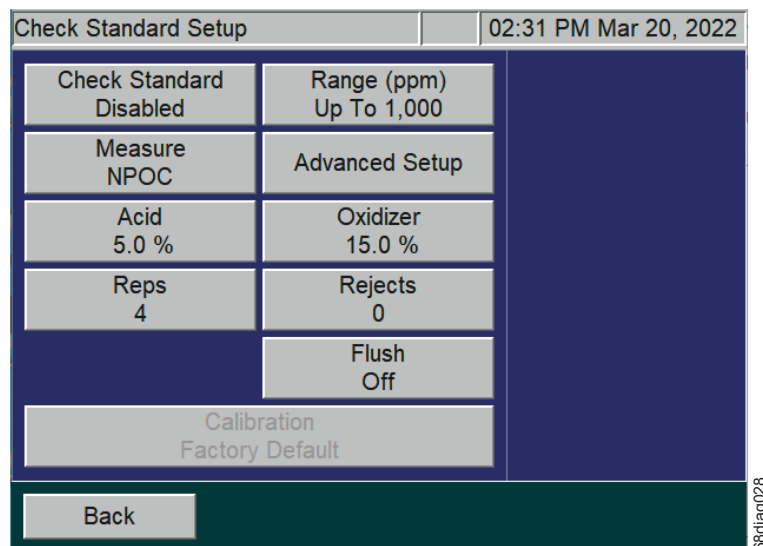 Check Standard Setup
02:31 PM Mar 20, 2022
Check Standard
Disabled
Range (ppm)
Up To 1,000
Measure
NPOC
Advanced Setup
Acid
5.0 %
Oxidizer
15.0 %
Reps
4
Rejects
0
Flush
Off
Calibration
Factory Default
Back